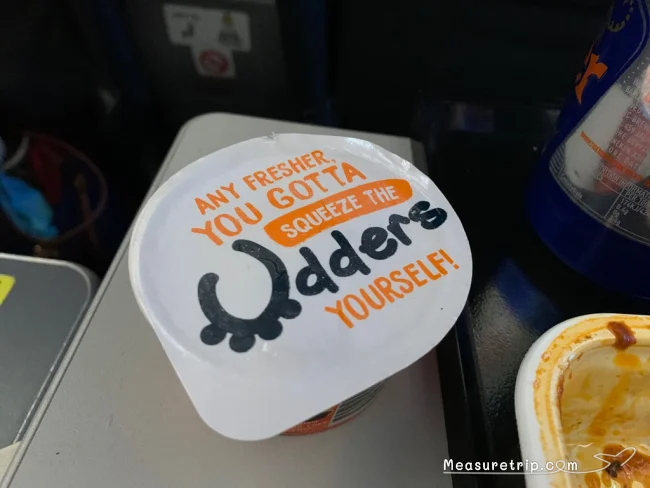 ANY FRESHER,
YOU GOTTA
SQUEEZE THE
Udders
YOURSELF!
Measuretrip.com